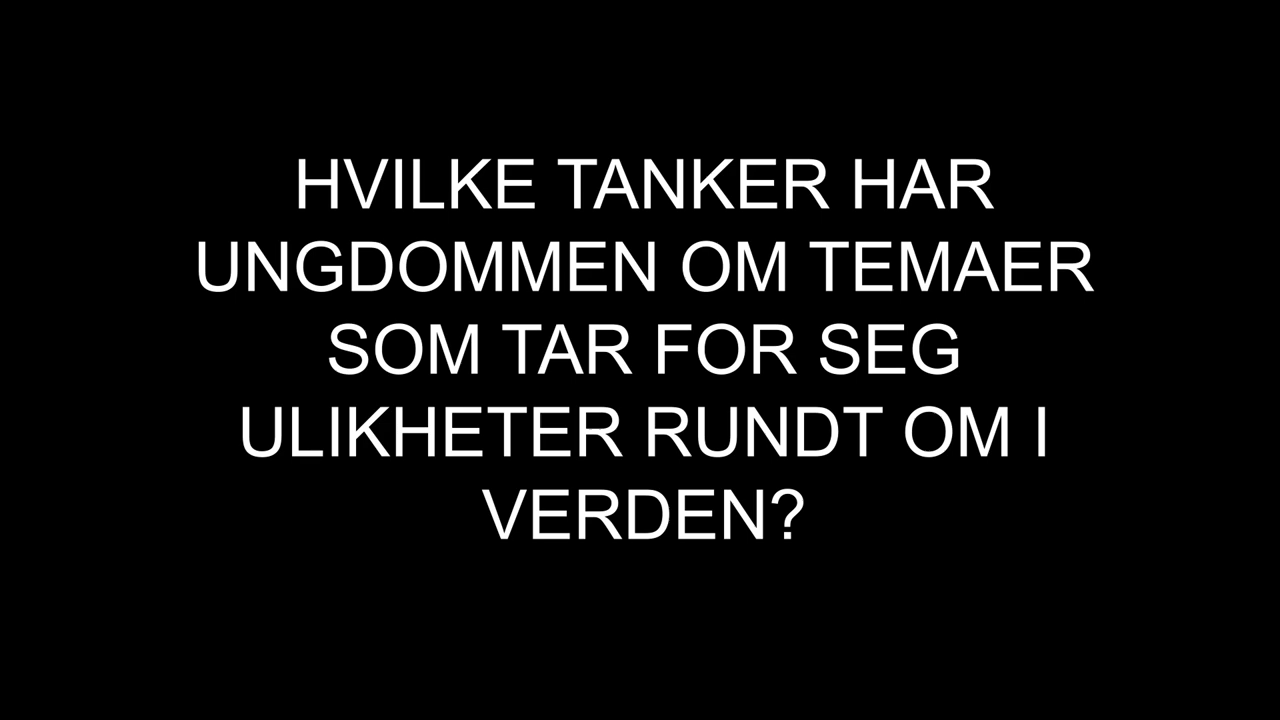 HVILKE TANKER HAR
UNGDOMMEN OM TEMAER
SOM TAR FOR SEG
ULIKHETER RUNDT OM I
VERDEN?